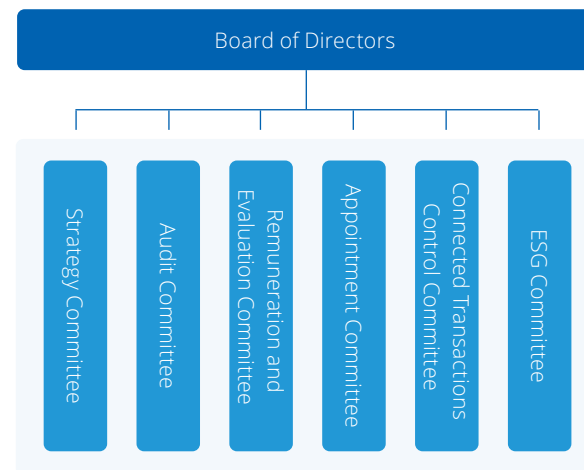 Board of Directors
Strategy Committee
Audit Committee
Remuneration and
Evaluation Committee
Appointment Committee
Connected Transactions
Control Committee
ESG Committee